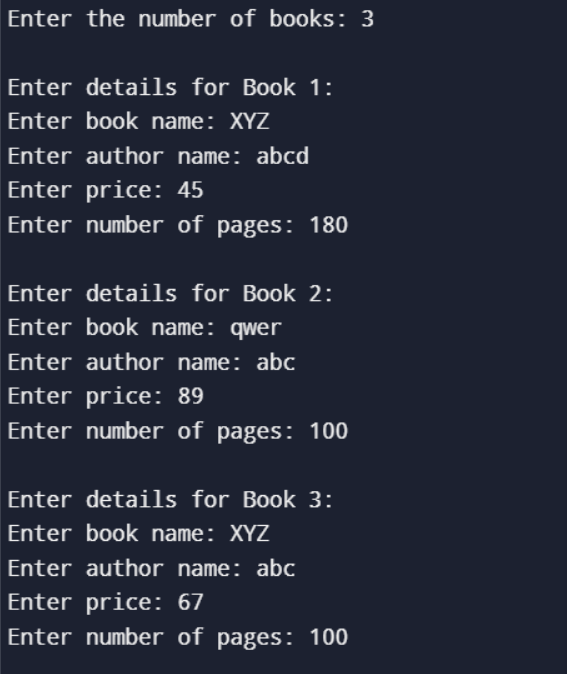 Enter the number of books: 3
Enter details for Book 1:
Enter book name: XYZ
Enter author name: abcd
Enter price: 45
Enter number of pages: 180
Enter details for Book 2:
Enter book name: qwer
Enter author name: abc
Enter price: 89
Enter number of pages: 100
Enter details for Book 3:
Enter book name: XYZ
Enter author name: abc
Enter price: 67
Enter number of pages: 100